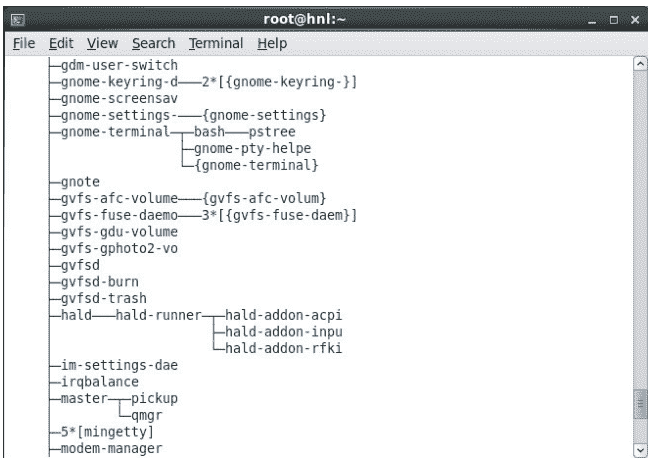 root@hnl:~
File Edit View Search Terminal Help
├─gdm-user-switch
├─gnome-keyring-d───2*[{gnome-keyring-}]
├─gnome-screensav
├─gnome-settings-───{gnome-settings}
├─gnome-terminal─┬─bash───pstree
│                ├─gnome-pty-helpe
│                └─{gnome-terminal}
├─gnote
├─gvfs-afc-volume───{gvfs-afc-volum}
├─gvfs-fuse-daemo───3*[{gvfs-fuse-daem}]
├─gvfs-gdu-volume
├─gvfs-gphoto2-vo
├─gvfsd
├─gvfsd-burn
├─gvfsd-trash
├─hald───hald-runner─┬─hald-addon-acpi
│                    ├─hald-addon-inpu
│                    └─hald-addon-rfki
├─im-settings-dae
├─irqbalance
├─master─┬─pickup
│        └─qmgr
├─5*[mingetty]
├─modem-manager